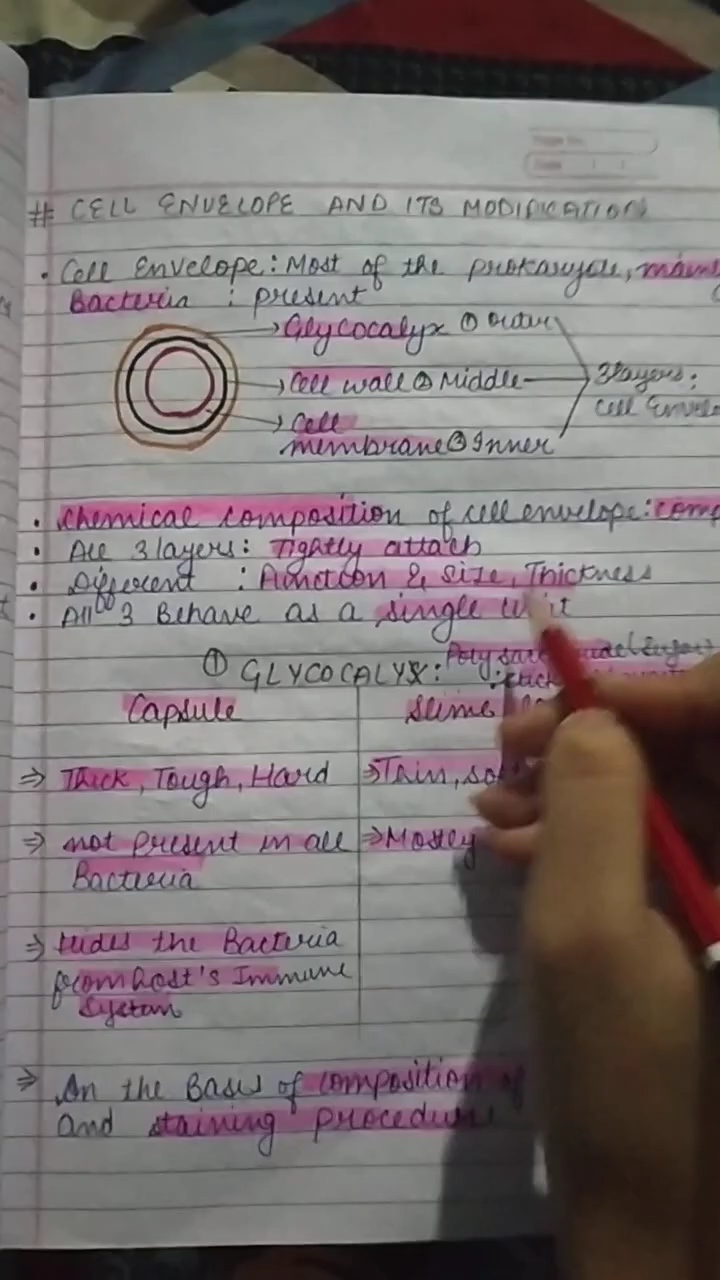 # CELL ENVELOPE AND ITS MODIFICATION
• Cell Envelope: Most of the prokaryote,
Bacteria : present
Glycocalyx ① Outer
Cell wall ② Middle
Cell
membrane ③ Inner
3 layers:
Cell
• Chemical composition of cell envelope:
• All 3 layers: Tightly attach
• Different : Function & Size, Thickness
• All 3 Behave as a single
① GLYCOCALYX:
Capsule
slime
⇒ Thick, Tough, Hard
⇒
⇒ not Present in all
Bacteria
⇒
⇒ hides the Bacteria
from host's Immune
System
⇒ On the Basis of composition of
and staining procedure